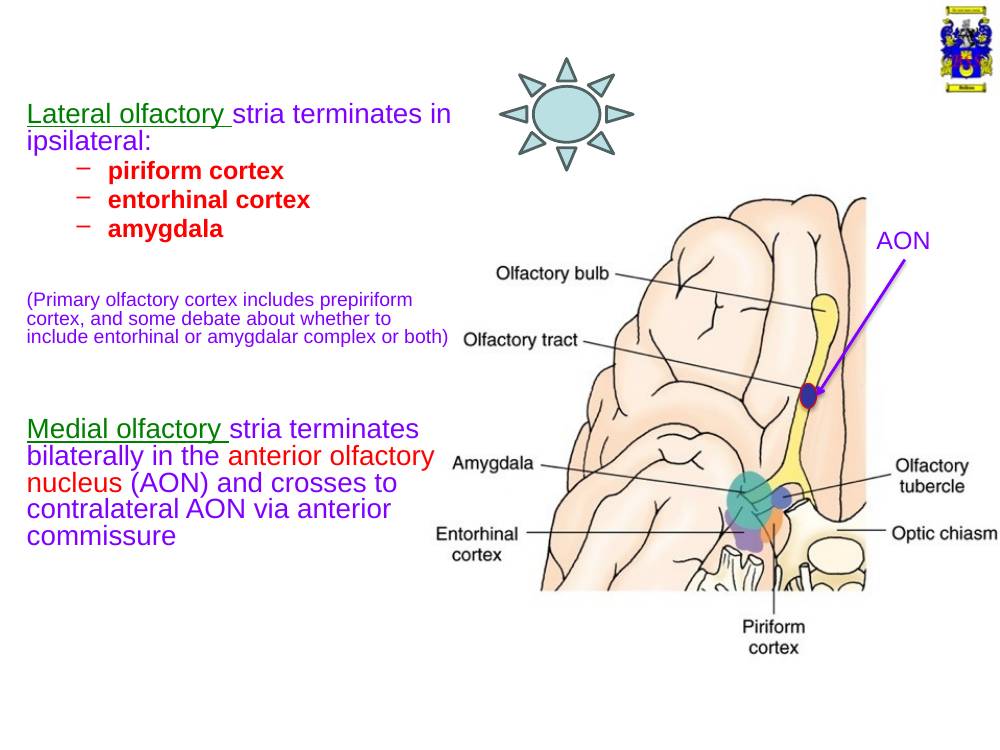 Lateral olfactory stria terminates in
ipsilateral:
– piriform cortex
– entorhinal cortex
– amygdala
(Primary olfactory cortex includes prepiriform
cortex, and some debate about whether to
include entorhinal or amygdalar complex or both)
Medial olfactory stria terminates
bilaterally in the anterior olfactory
nucleus (AON) and crosses to
contralateral AON via anterior
commissure
AON
Olfactory bulb
Olfactory tract
Amygdala
Olfactory
tubercle
Entorhinal
cortex
Optic chiasm
Piriform
cortex